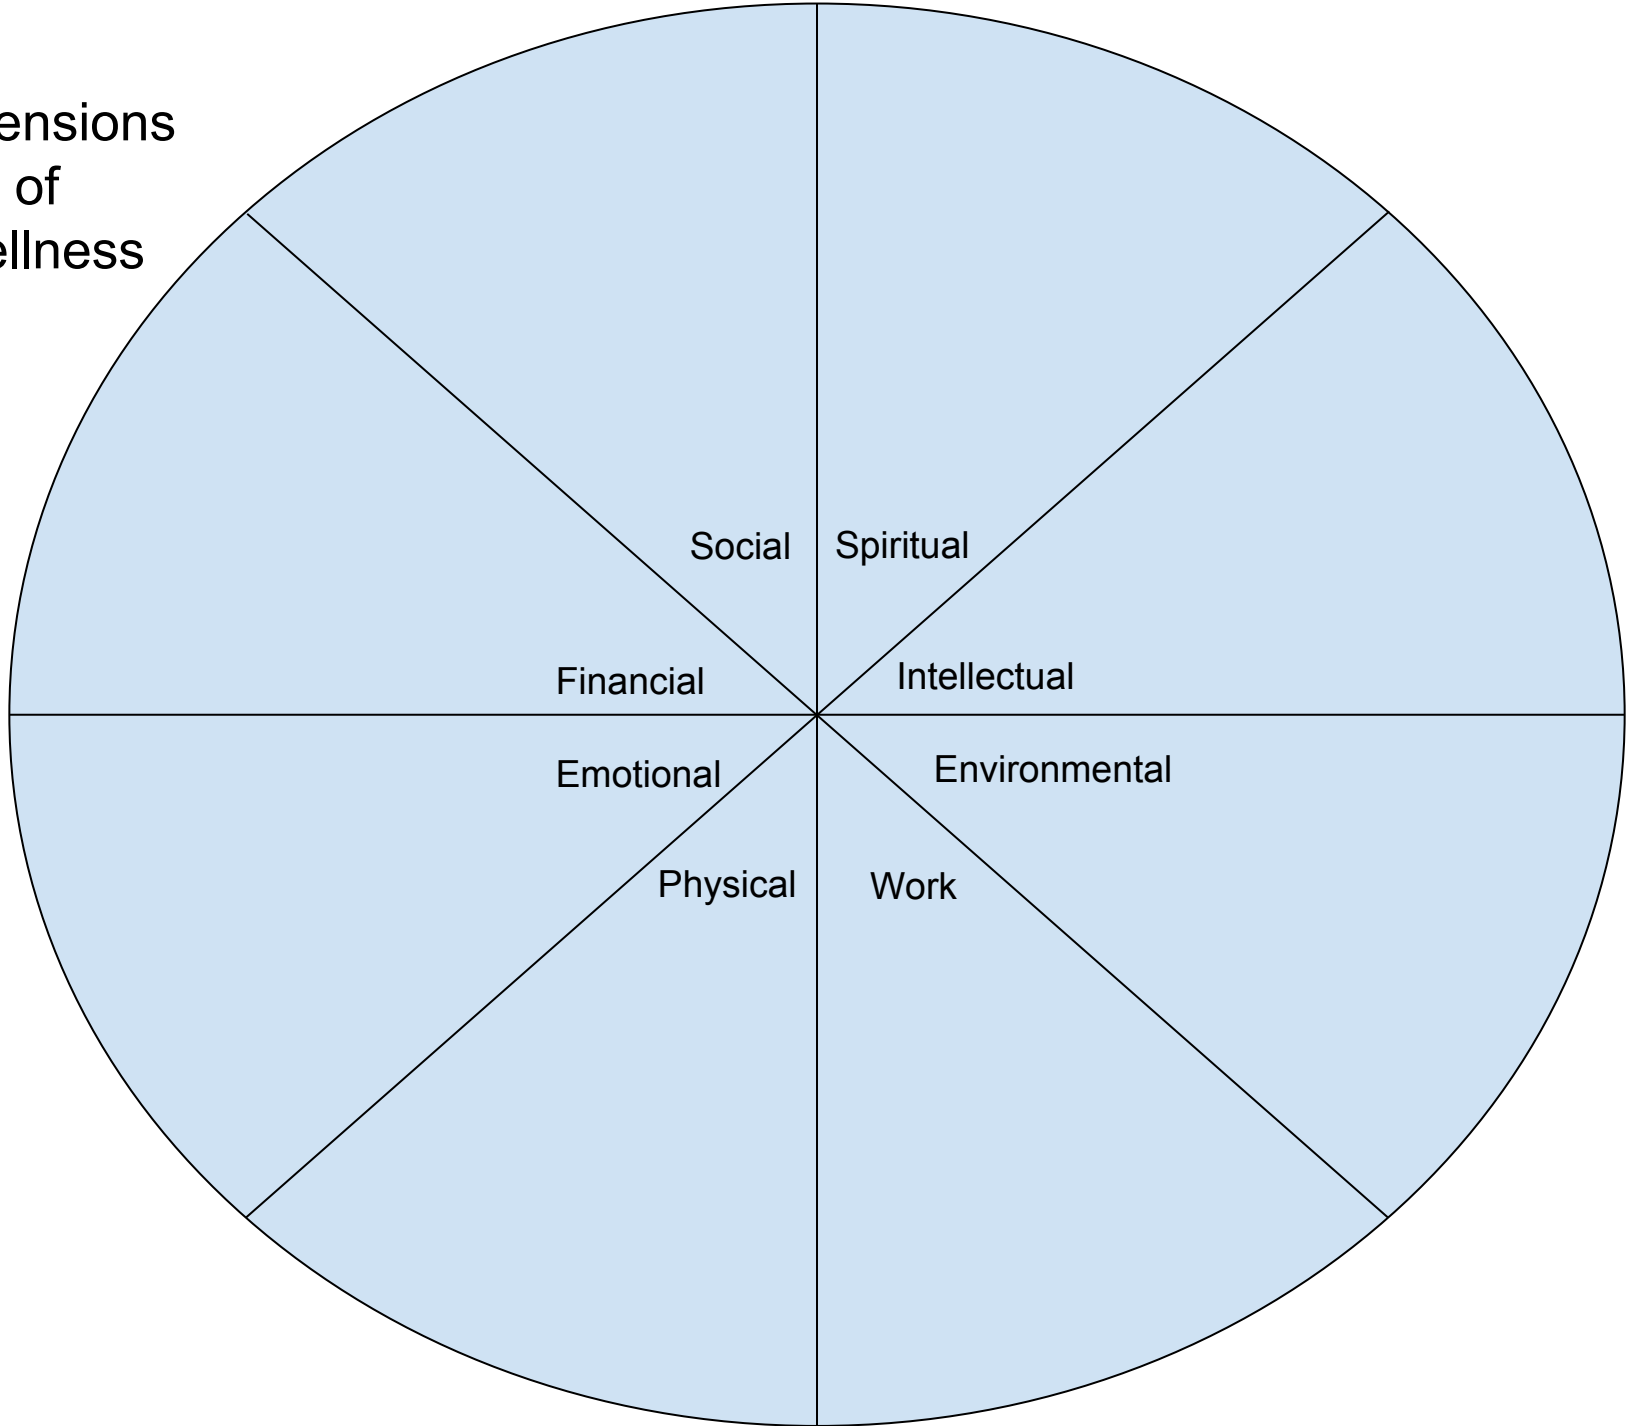 ensions
of
ellness
Social
Spiritual
Financial
Intellectual
Emotional
Environmental
Physical
Work